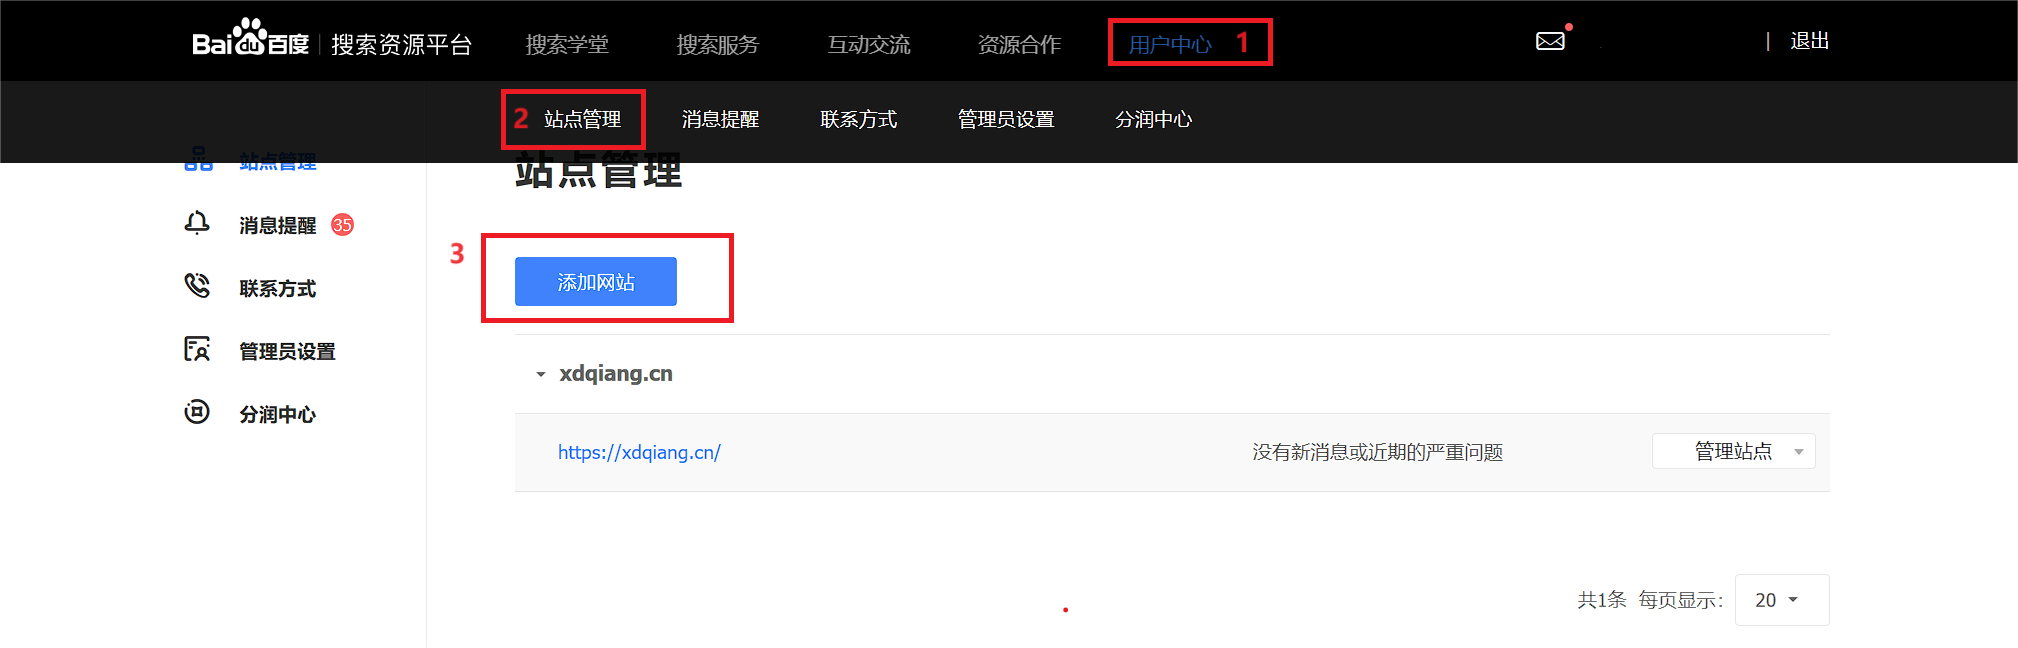 Bai du 百度 | 搜索资源平台 搜索学堂 搜索服务 互动交流 资源合作 用户中心 1 | 退出
2 站点管理 消息提醒 联系方式 管理员设置 分润中心
站点管理
消息提醒 35
联系方式
管理员设置
分润中心
站点管理
3 添加网站
xdqiang.cn
https://xdqiang.cn/ 没有新消息或近期的严重问题 管理站点
共1条 每页显示： 20